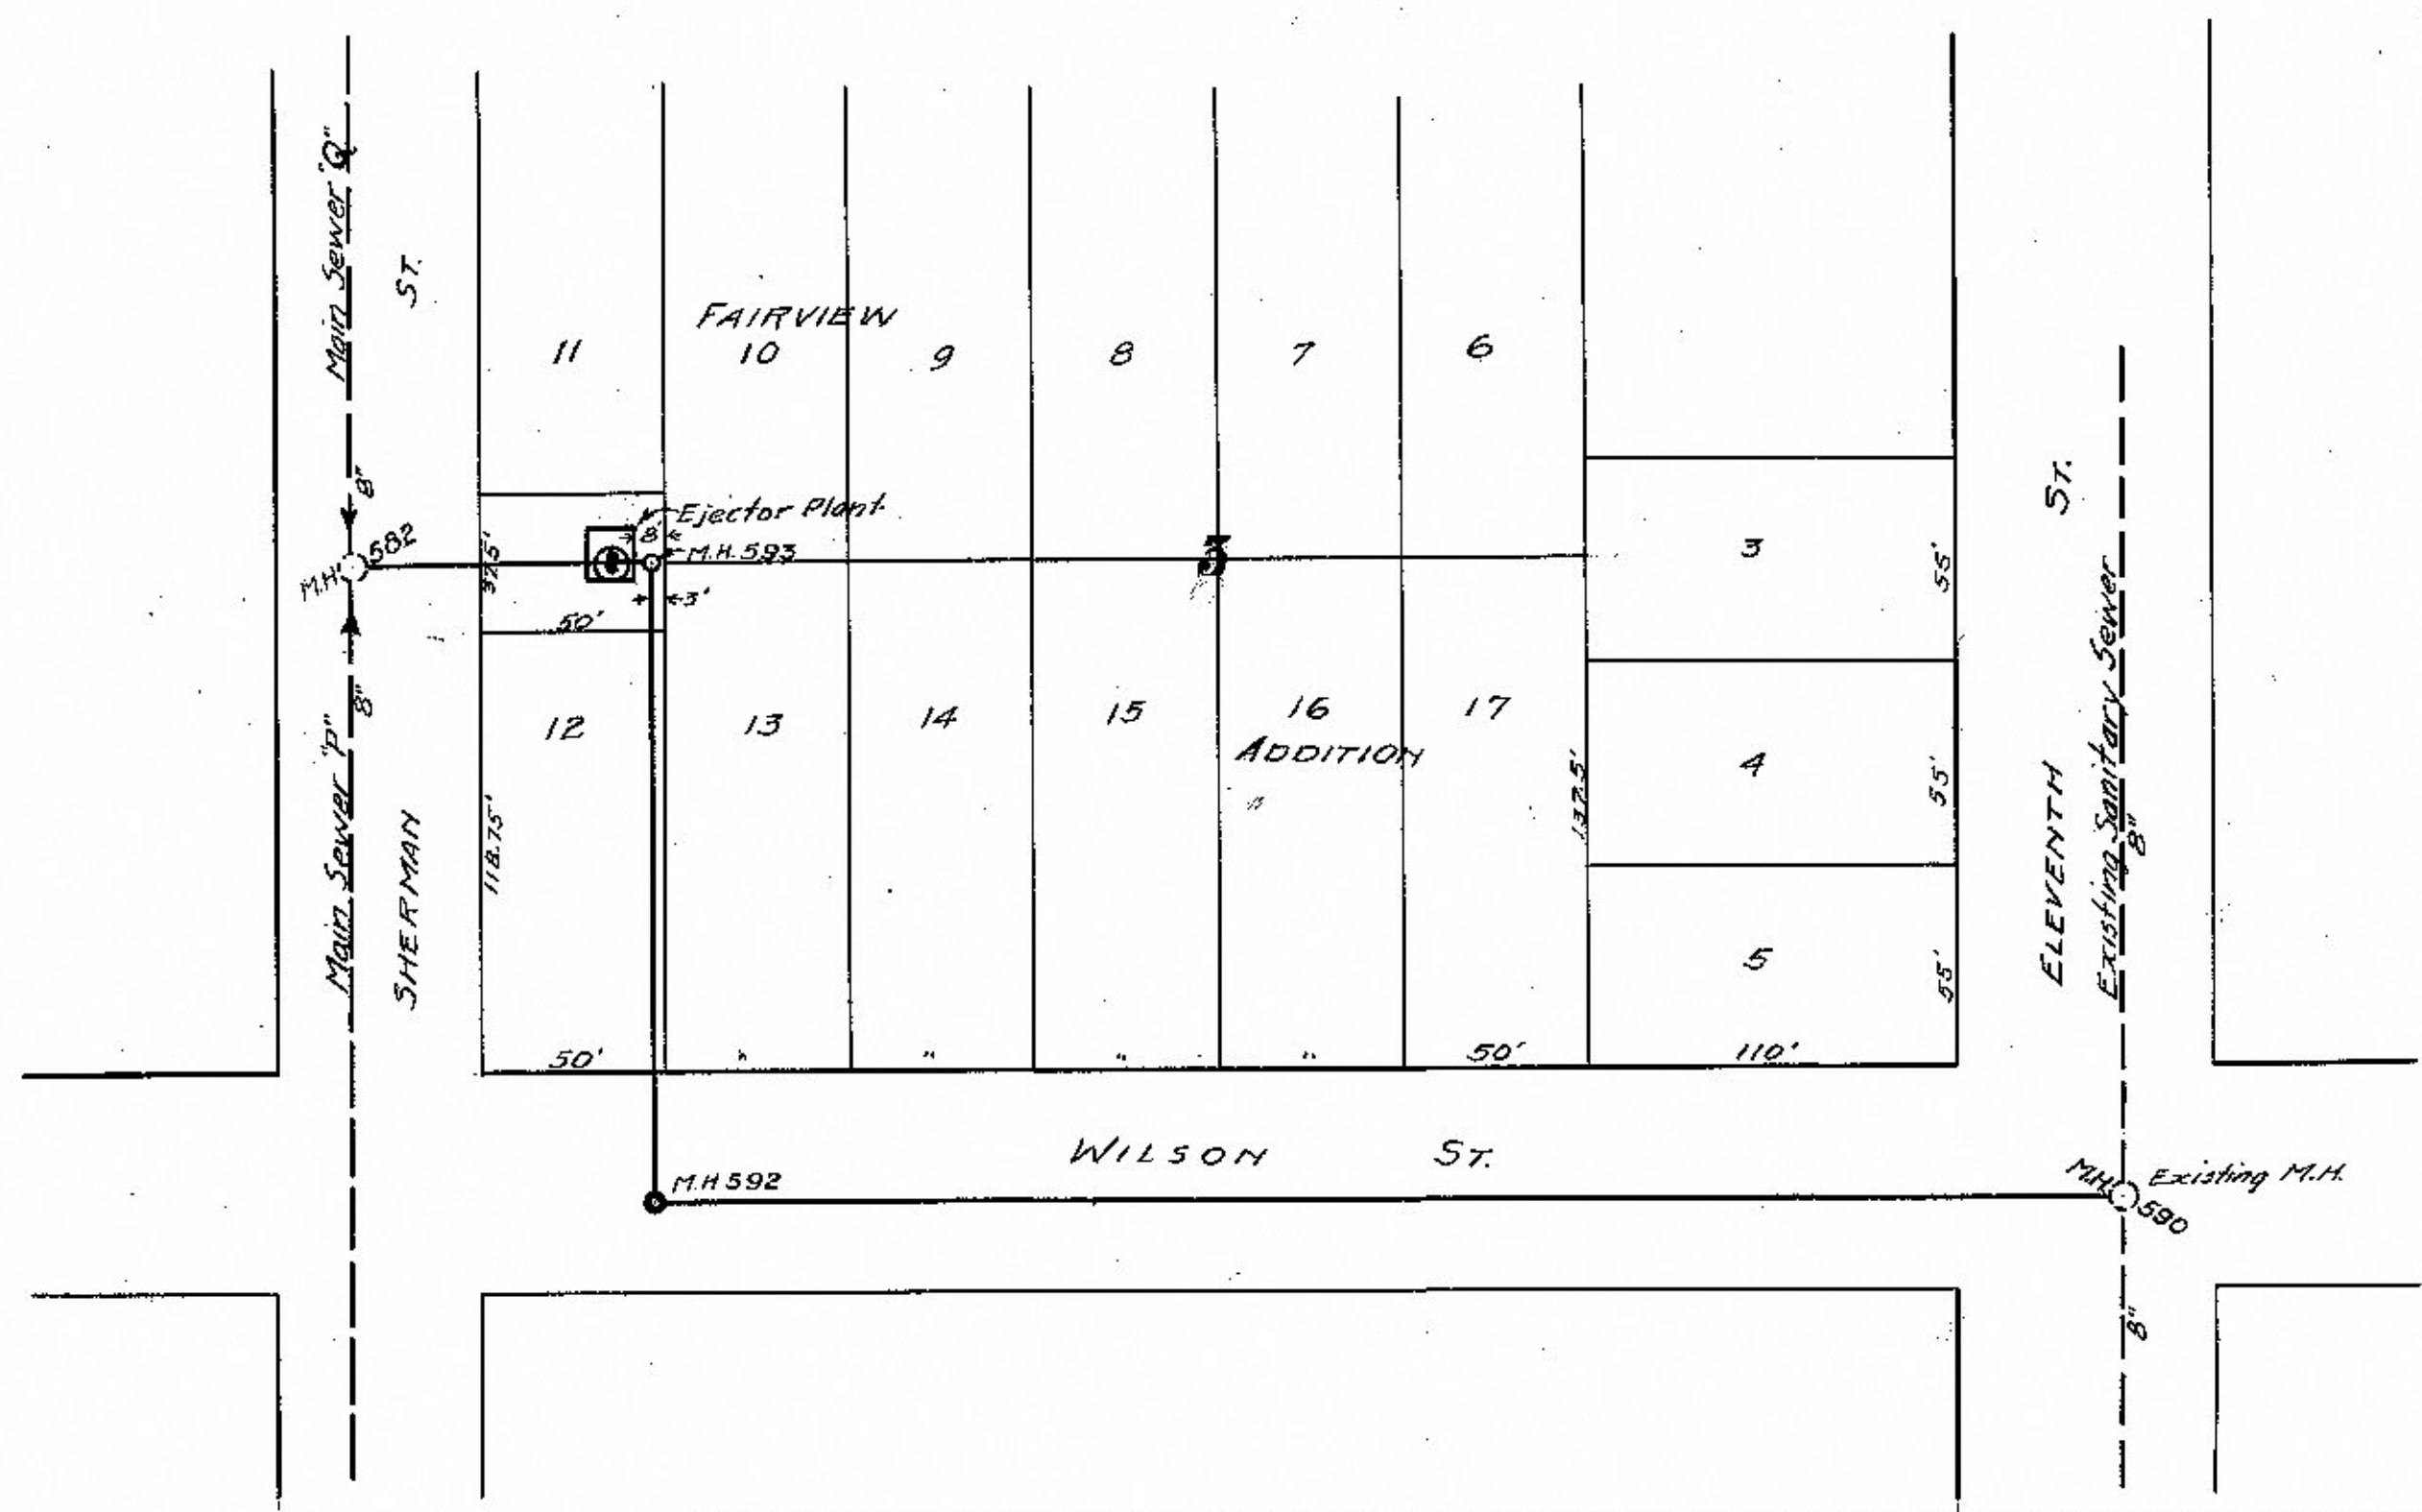 Main Sewer "Q"
ST.
FAIRVIEW
11
10
9
8
7
6
8"
Ejector Plant
8'
M.H. 593
M.H.
582
37.5'
3'
50'
3
55'
ST.
8"
Main Sewer "P"
SHERMAN
12
13
14
15
16
17
ADDITION
118.75'
137.5'
4
55'
5
55'
ELEVENTH
Existing Sanitary Sewer
8"
50'
"
"
"
"
50'
110'
WILSON ST.
M.H 592
M.H.
Existing M.H.
590
8"